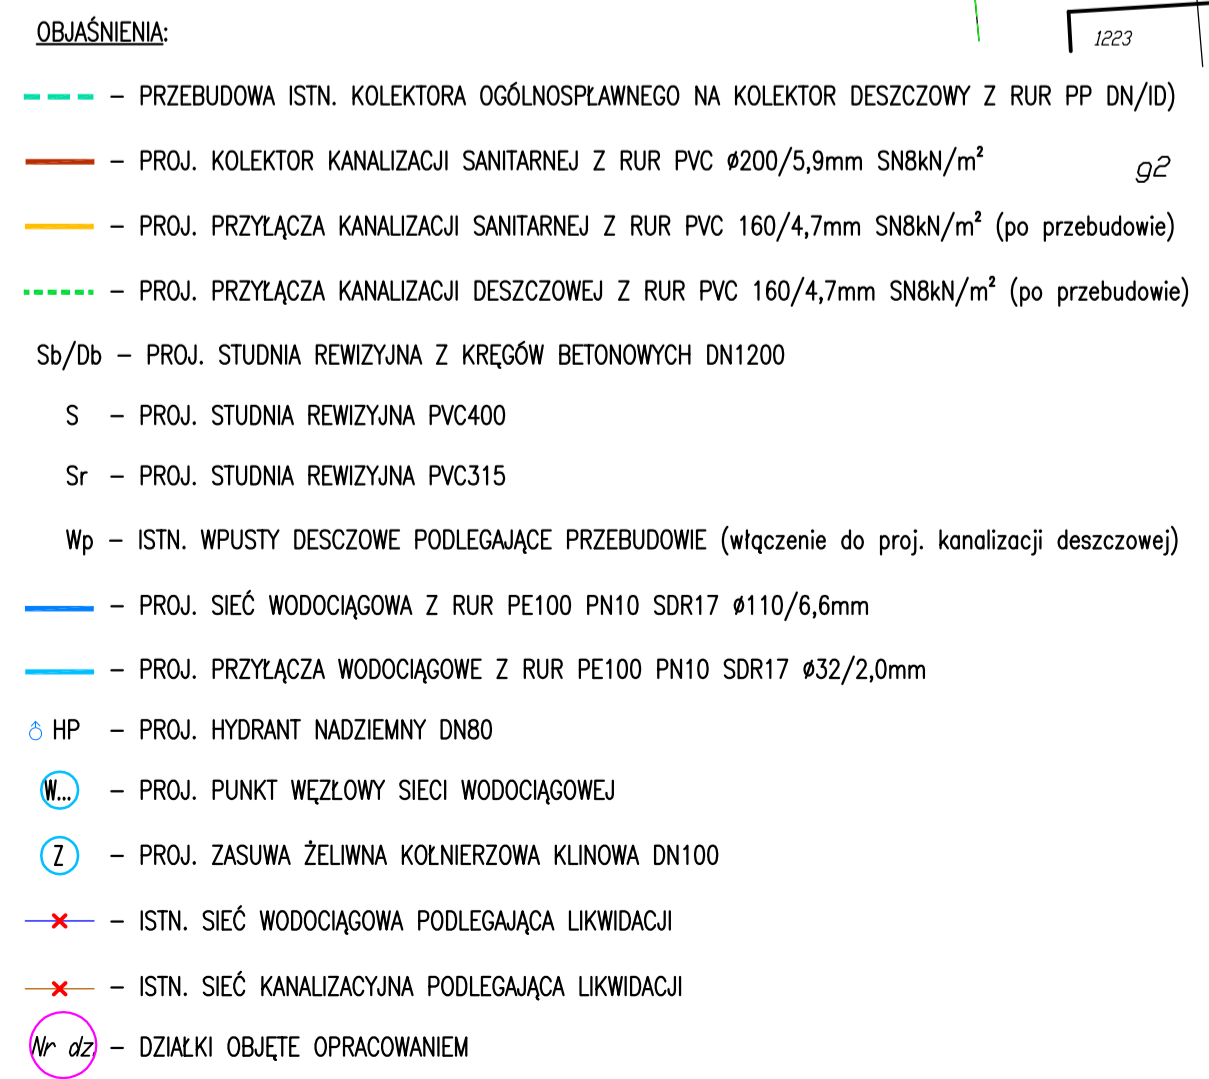 OBJAŚNIENIA:
1223
– PRZEBUDOWA ISTN. KOLEKTORA OGÓLNOSPŁAWNEGO NA KOLEKTOR DESZCZOWY Z RUR PP DN/ID)
– PROJ. KOLEKTOR KANALIZACJI SANITARNEJ Z RUR PVC ø200/5,9mm SN8kN/m²
g2
– PROJ. PRZYŁĄCZA KANALIZACJI SANITARNEJ Z RUR PVC 160/4,7mm SN8kN/m² (po przebudowie)
– PROJ. PRZYŁĄCZA KANALIZACJI DESZCZOWEJ Z RUR PVC 160/4,7mm SN8kN/m² (po przebudowie)
Sb/Db – PROJ. STUDNIA REWIZYJNA Z KRĘGÓW BETONOWYCH DN1200
S – PROJ. STUDNIA REWIZYJNA PVC400
Sr – PROJ. STUDNIA REWIZYJNA PVC315
Wp – ISTN. WPUSTY DESCZOWE PODLEGAJĄCE PRZEBUDOWIE (włączenie do proj. kanalizacji deszczowej)
– PROJ. SIEĆ WODOCIĄGOWA Z RUR PE100 PN10 SDR17 ø110/6,6mm
– PROJ. PRZYŁĄCZA WODOCIĄGOWE Z RUR PE100 PN10 SDR17 ø32/2,0mm
HP – PROJ. HYDRANT NADZIEMNY DN80
W... – PROJ. PUNKT WĘZŁOWY SIECI WODOCIĄGOWEJ
Z – PROJ. ZASUWA ŻELIWNA KOŁNIERZOWA KLINOWA DN100
– ISTN. SIEĆ WODOCIĄGOWA PODLEGAJĄCA LIKWIDACJI
– ISTN. SIEĆ KANALIZACYJNA PODLEGAJĄCA LIKWIDACJI
Nr dz. – DZIAŁKI OBJĘTE OPRACOWANIEM